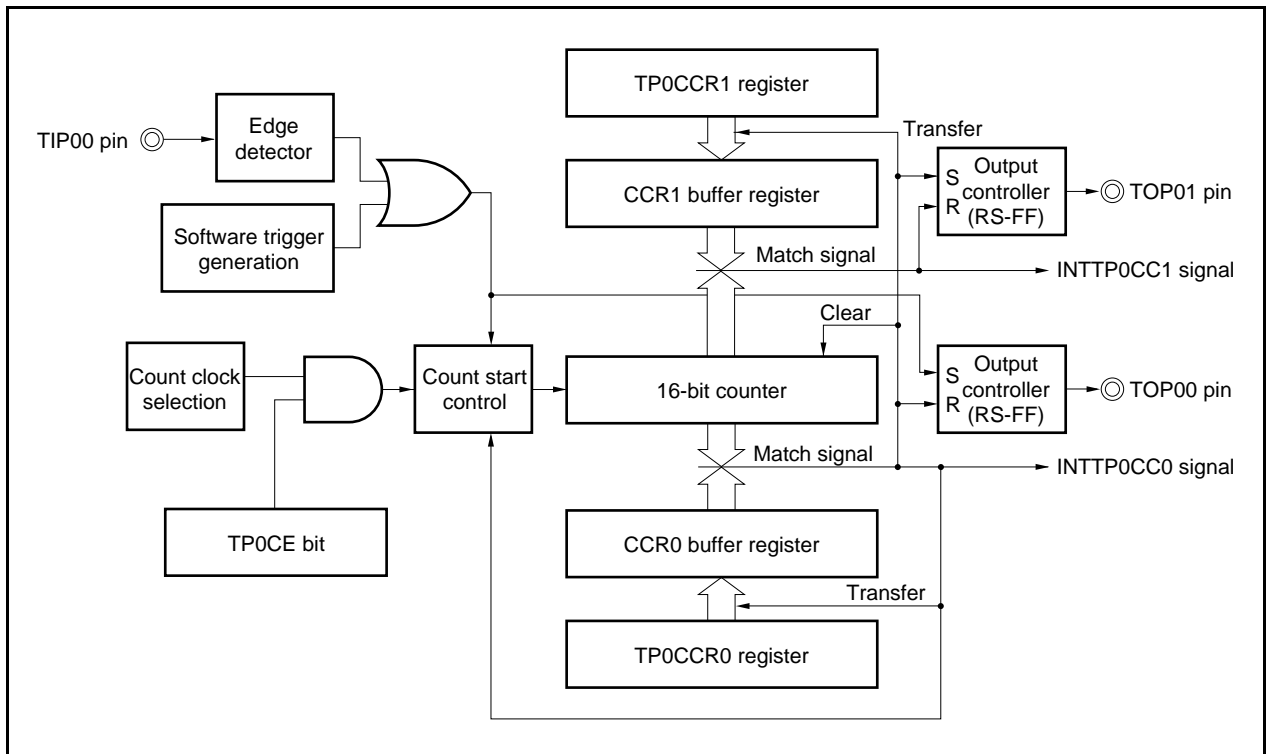 TP0CCR1 register
TIP00 pin
Edge
detector
Transfer
CCR1 buffer register
S
R
Output
controller
(RS-FF)
TOP01 pin
Software trigger
generation
Match signal
INTTP0CC1 signal
Clear
Count clock
selection
Count start
control
16-bit counter
S
R
Output
controller
(RS-FF)
TOP00 pin
Match signal
INTTP0CC0 signal
TP0CE bit
CCR0 buffer register
Transfer
TP0CCR0 register